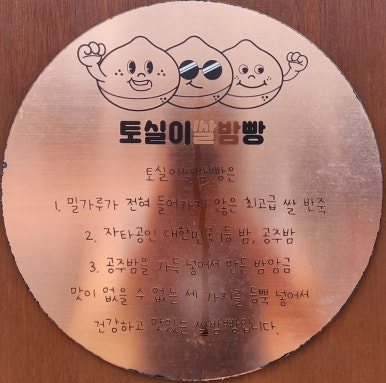 토실이쌀밤빵
토실이쌀밤빵은
1. 밀가루가 전혀 들어가지 않은 최고급 쌀 반죽
2. 자타공인 대한민국 1등 밤, 공주밤
3. 공주밤을 가득 넣어서 만든 밤앙금
맛이 없을 수 없는 세 가지를 듬뿍 넣어서
건강하고 맛있는 쌀밤빵입니다.